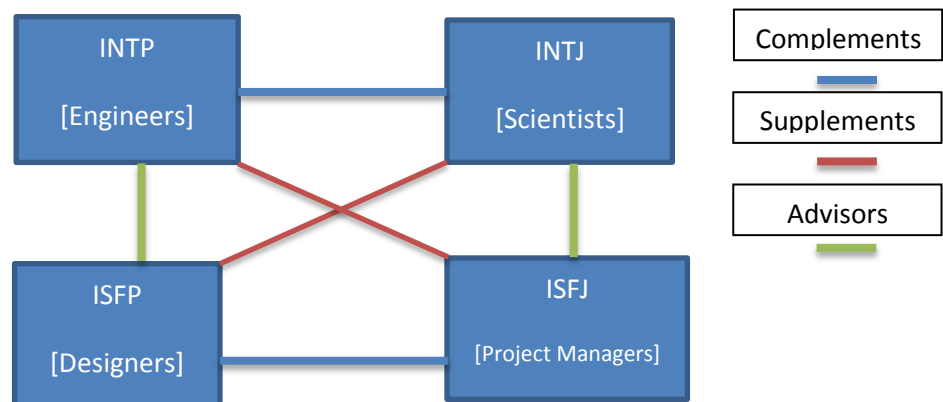 INTP
[Engineers]
INTJ
[Scientists]
Complements
Supplements
Advisors
ISFP
[Designers]
ISFJ
[Project Managers]